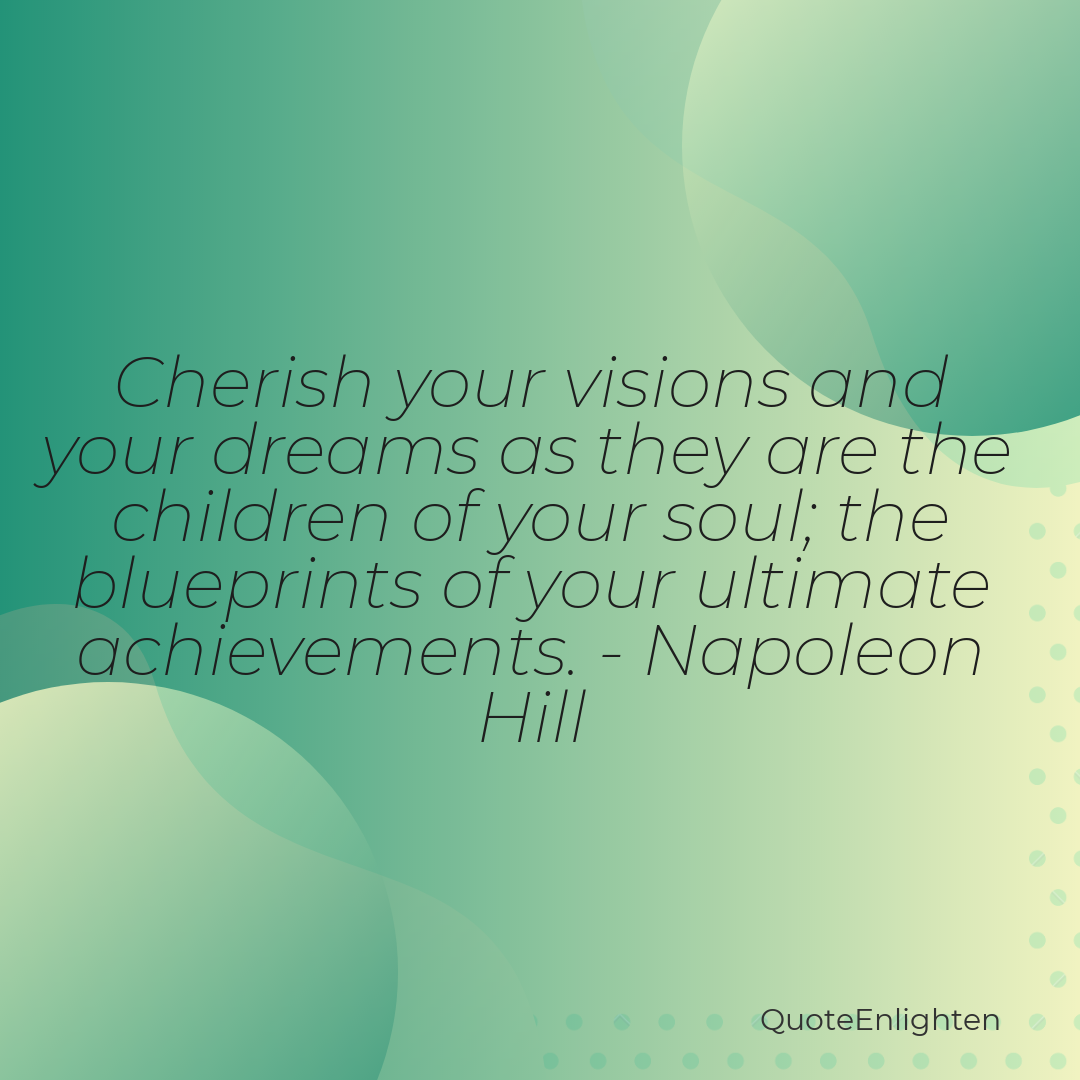 Cherish your visions and
your dreams as they are the
children of your soul; the
blueprints of your ultimate
achievements. - Napoleon
Hill
QuoteEnlighten